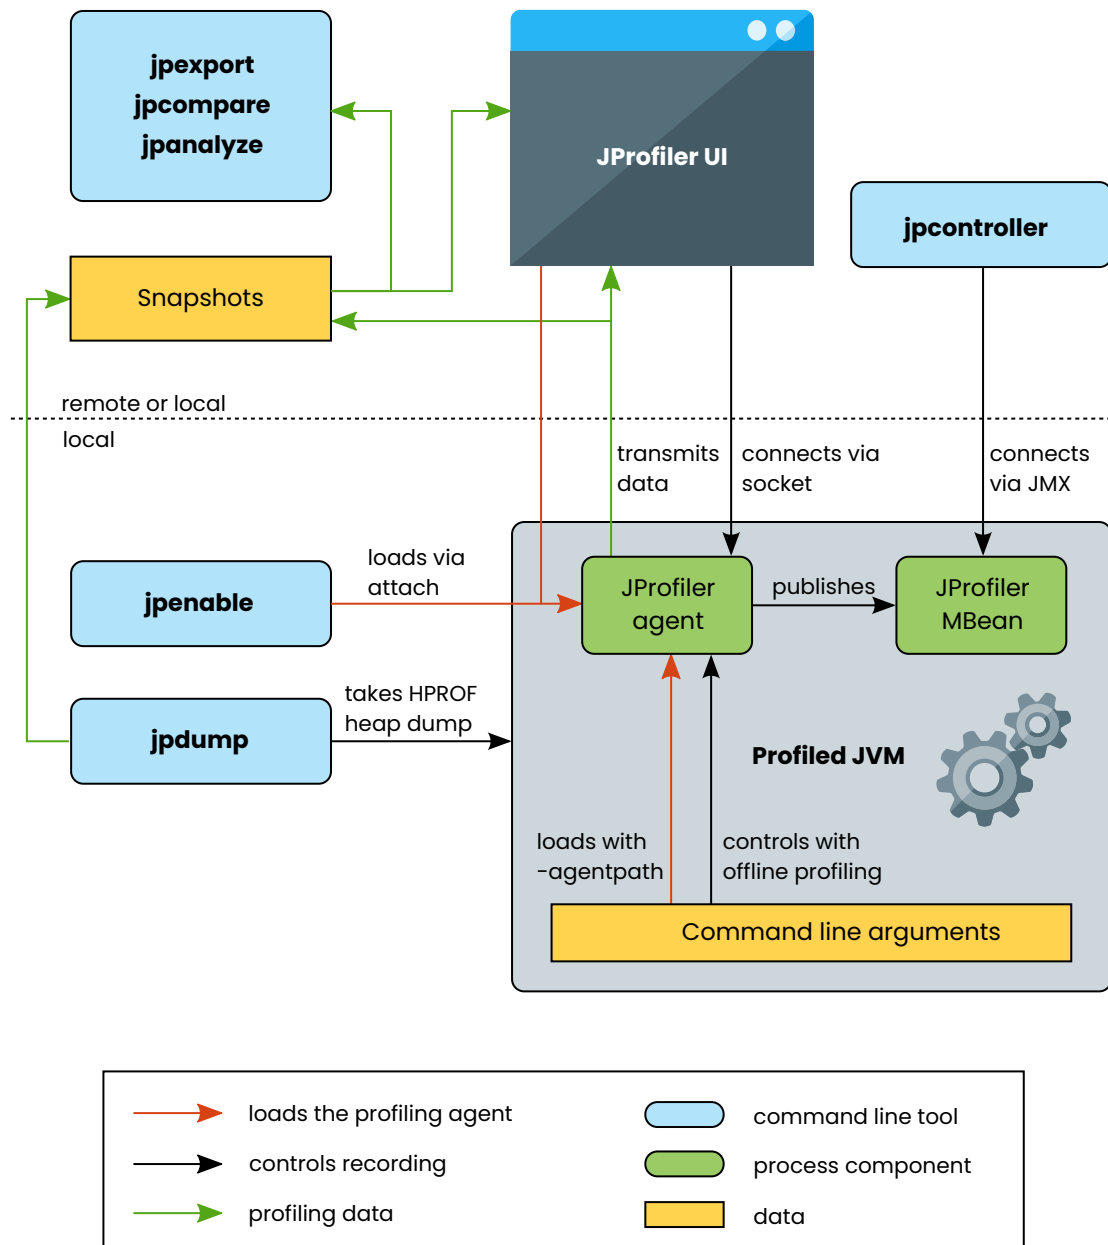 jpexport
jpcompare
jpanalyze
JProfiler UI
jpcontroller
Snapshots
remote or local
local
transmits
data
connects via
socket
connects
via JMX
loads via
attach
jpenable
JProfiler
agent
publishes
JProfiler
MBean
takes HPROF
heap dump
jpdump
Profiled JVM
loads with
-agentpath
controls with
offline profiling
Command line arguments
loads the profiling agent
command line tool
controls recording
process component
profiling data
data